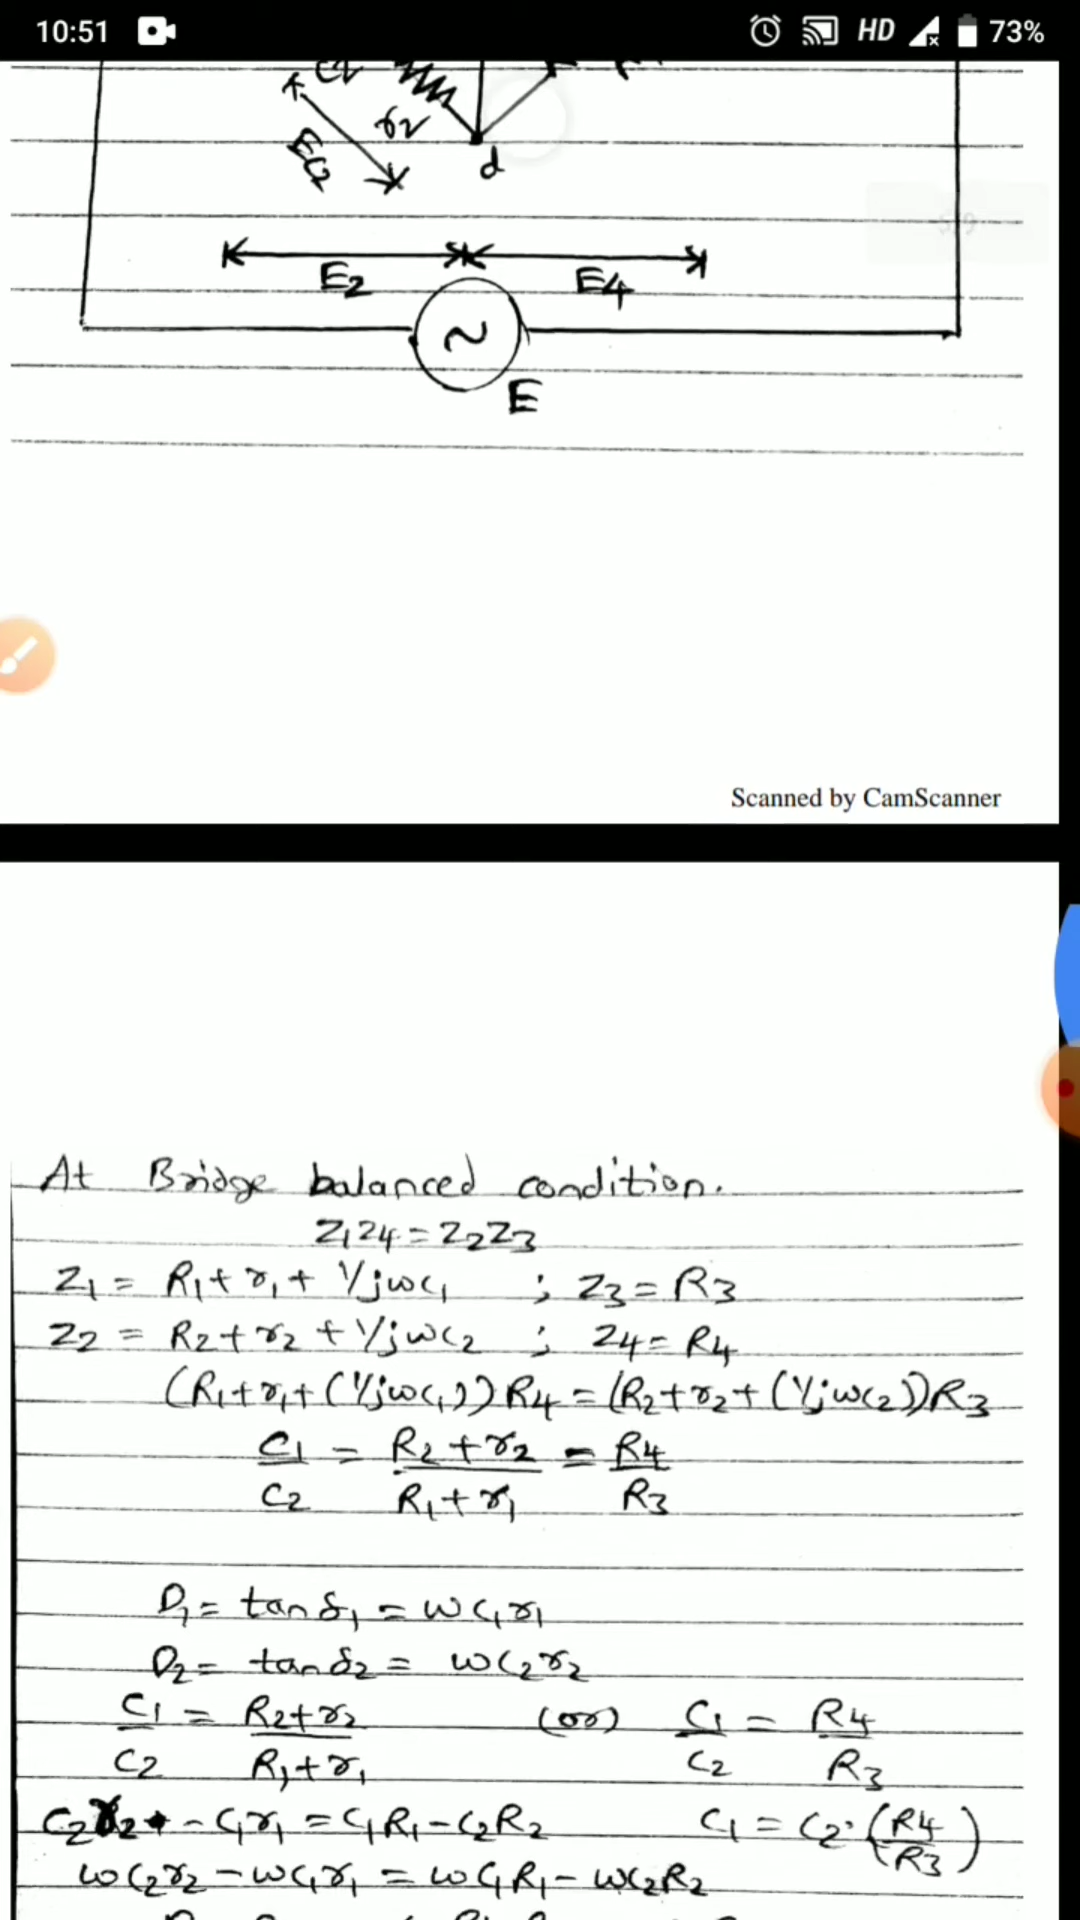 10:51 HD 73%
r2
d
E2 E4
E
Scanned by CamScanner
At Bridge balanced condition.
Z1Z4 = Z2Z3
Z1 = R1 + r1 + 1/jωC1 ; Z3 = R3
Z2 = R2 + r2 + 1/jωC2 ; Z4 = R4
(R1 + r1 + (1/jωC1)) R4 = (R2 + r2 + (1/jωC2)) R3
C1/C2 = R2 + r2/R1 + r1 = R4/R3
D1 = tan δ1 = ωC1r1
D2 = tan δ2 = ωC2r2
C1/C2 = R2 + r2/R1 + r1 (or) C1/C2 = R4/R3
C2r2 - C1r1 = C1R1 - C2R2 C1 = C2 · (R4/R3)
ωC2r2 - ωC1r1 = ωC1R1 - ωC2R2